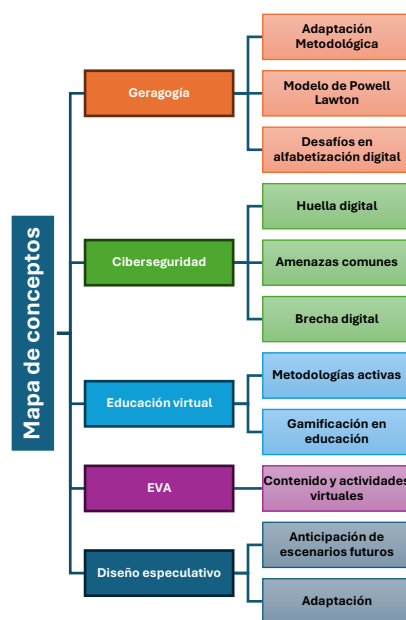 Mapa de conceptos
Geragogía
Adaptación
Metodológica
Modelo de Powell
Lawton
Desafíos en
alfabetización digital
Ciberseguridad
Huella digital
Amenazas comunes
Brecha digital
Educación virtual
Metodologías activas
Gamificación en
educación
EVA
Contenido y actividades
virtuales
Diseño especulativo
Anticipación de
escenarios futuros
Adaptación